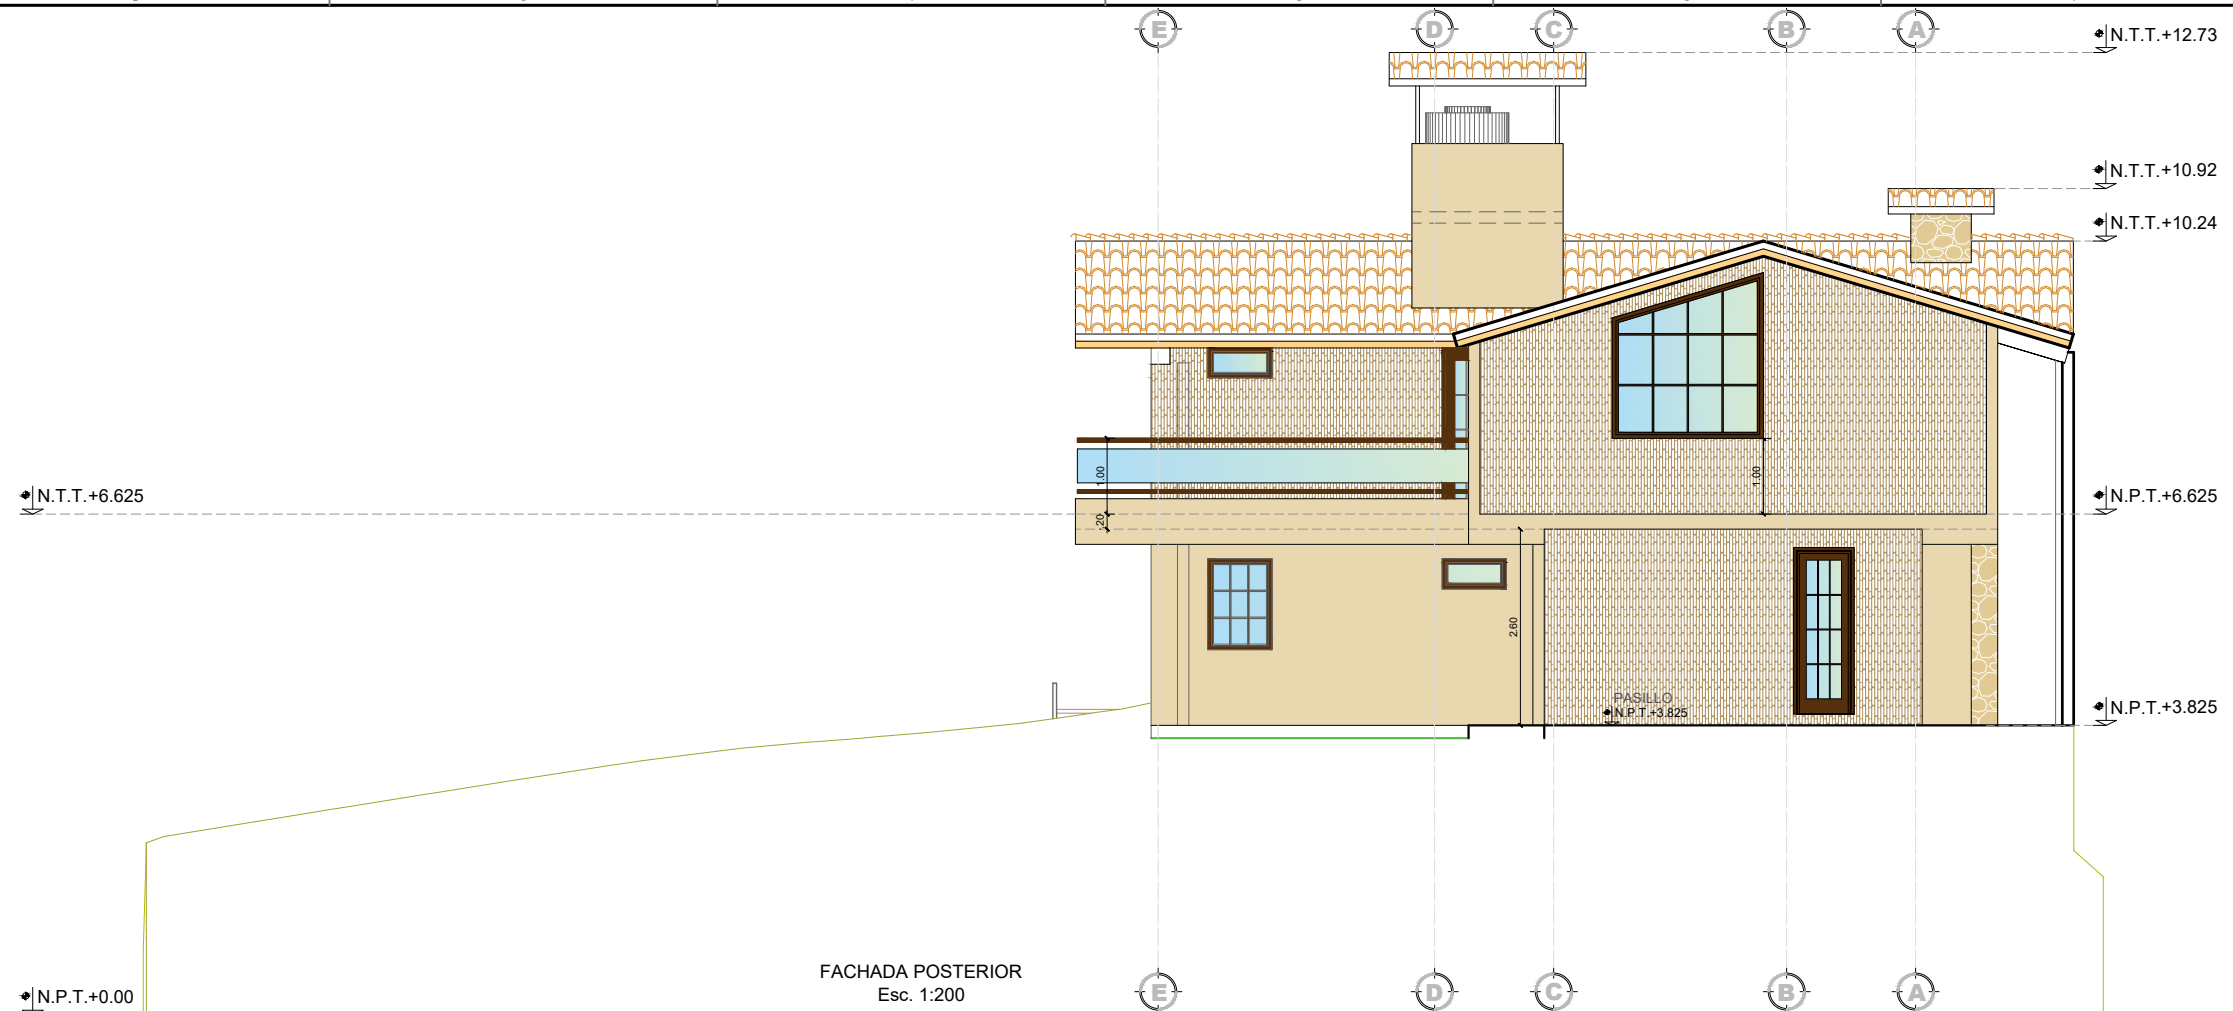 E D C B A
N.T.T.+12.73
N.T.T.+10.92
N.T.T.+10.24
N.T.T.+6.625
1.00
.20
1.00
N.P.T.+6.625
2.60
PASILLO
N.P.T.+3.825
N.P.T.+3.825
FACHADA POSTERIOR
Esc. 1:200
N.P.T.+0.00
E D C B A